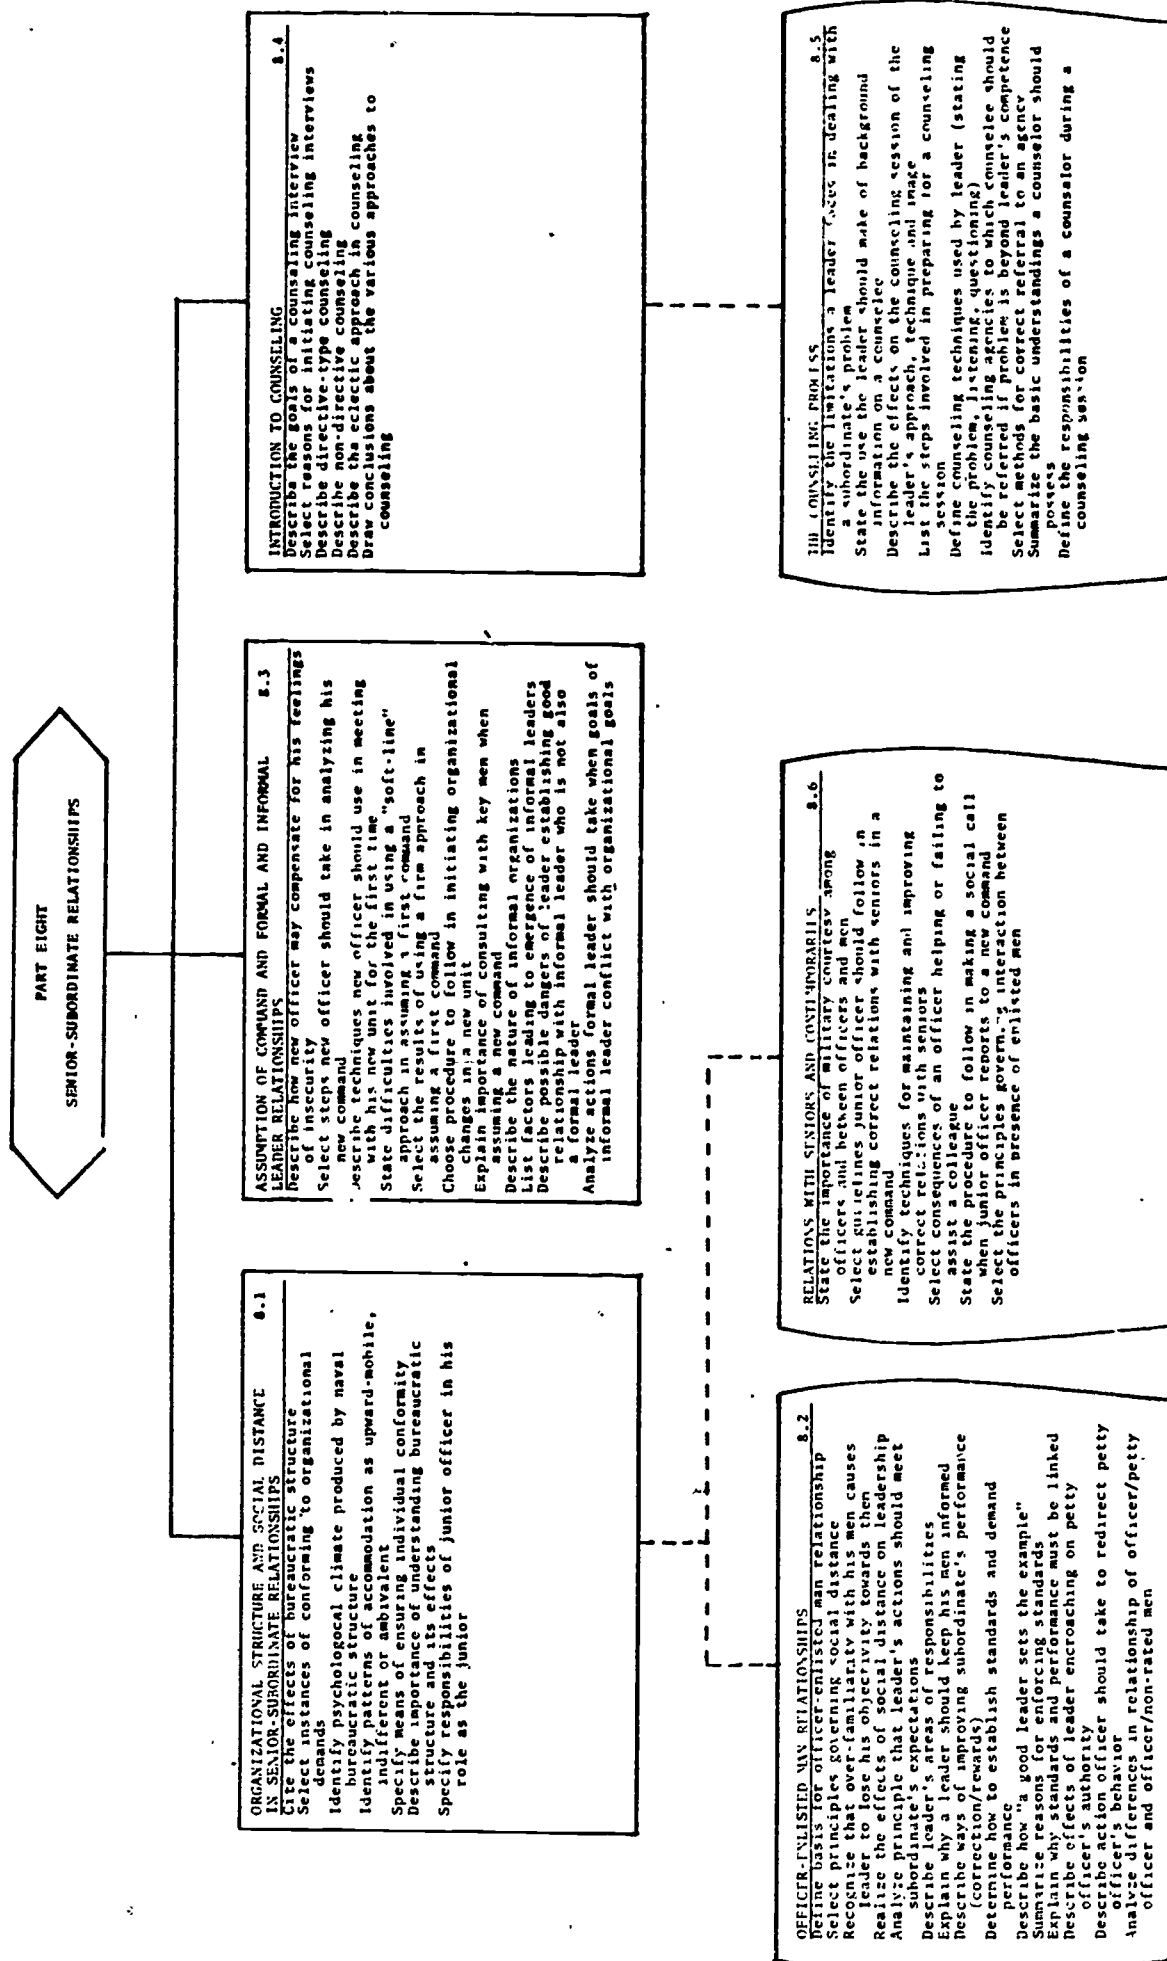 PART EIGHT
SENIOR-SUBORDINATE RELATIONSHIPS
ORGANIZATIONAL STRUCTURE AND SOCIAL DISTANCE
IN SENIOR-SUBORDINATE RELATIONSHIPS 8.1
Cite the effects of bureaucratic structure
Select instances of conforming to organizational
demands
Identify psychologocal climate produced by naval
bureaucratic structure
Identify patterns of accommodation as upward-mobile,
indifferent or ambivalent
Specify means of ensuring individual conformity
Describe importance of understanding bureaucratic
structure and its effects
Specify responsibilities of junior officer in his
role as the junior
ASSUMPTION OF COMMAND AND FORMAL AND INFORMAL
LEADER RELATIONSHIPS 8.3
Describe how new officer may compensate for his feelings
of insecurity
Select steps new officer should take in analyzing his
new command
Describe techniques new officer should use in meeting
with his new unit for the first time
State difficulties involved in using a "soft-line"
approach in assuming a first command
Select the results of using a firm approach in
assuming a first command
Choose procedure to follow in initiating organizational
changes in a new unit
Explain importance of consulting with key men when
assuming a new command
Describe the nature of informal organizations
List factors leading to emergence of informal leaders
Describe possible dangers of leader establishing good
relationship with informal leader who is not also
a formal leader
Analyze actions formal leader should take when goals of
informal leader conflict with organizational goals
INTRODUCTION TO COUNSELING 8.4
Describa the goals of a counsaling interview
Select reasons for initiating counseling interviews
Describe directive-type counseling
Describe non-directive counseling
Describe tha eclectic approach in counseling
Draw conclusions about the various approaches to
counseling
OFFICER-ENLISTED MAN RELATIONSHIPS 8.2
Define basis for officer-enlisted man relationship
Select principles governing social distance
Recognize that over-familiarity with his men causes
leader to lose his objectivity towards then
Realize the effects of social distance on leadership
Analyze principle that leader's actions should meet
subordinate's expectations
Describe leader's areas of responsibilities
Explain why a leader should keep his men informed
Describe ways of improving subordinate's performance
(correction/rewards)
Determine how to establish standards and demand
performance
Describe how "a good leader sets the example"
Summarize reasons for enforcing standards
Explain why standards and performance must be linked
Describe effects of leader encroaching on petty
officer's authority
Describe action officer should take to redirect petty
officer's behavior
Analyze differences in relationship of officer/petty
officer and officer/non-rated men
RELATIONS WITH SENIORS AND CONTEMPORARIES 8.6
State the importance of military courtesy among
officers and between officers and men
Select guidelines junior officer should follow in
establishing correct relations with seniors in a
new command
Identify techniques for maintaining and improving
correct relations with seniors
Select consequences of an officer helping or failing to
assist a colleague
State the procedure to follow in making a social call
when junior officer reports to a new command
Select the principles governing interaction between
officers in presence of enlisted men
THE COUNSELING PROCESS 8.5
Identify the limitations a leader faces in dealing with
a subordinate's problem
State the use the leader should make of background
information on a counselee
Describe the effects on the counseling session of the
leader's approach, technique and image
List the steps involved in preparing for a counseling
session
Define counseling techniques used by leader (stating
the problem, listening, questioning)
Identify counseling agencies to which counselee should
be referred if problem is beyond leader's competence
Select methods for correct referral to an agency
Summarize the basic understandings a counselor should
possess
Define the responsibilities of a counsalor during a
counseling session